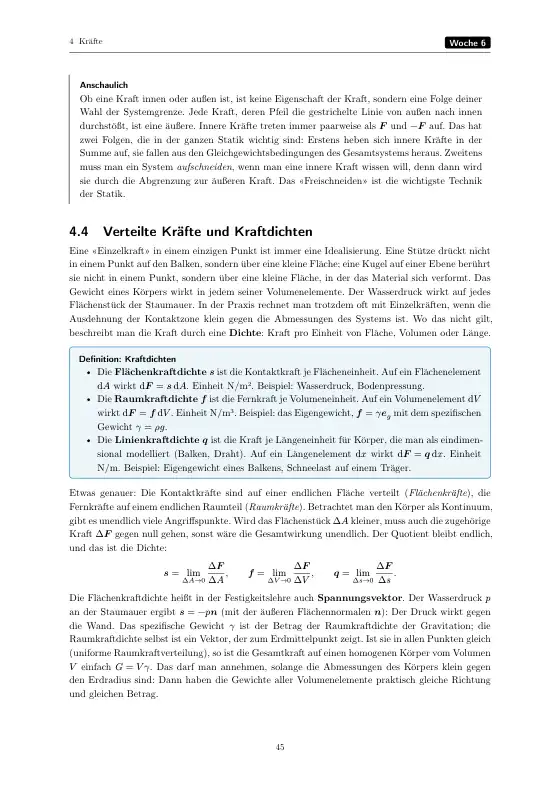 4 Kräfte
Woche 6
Anschaulich
Ob eine Kraft innen oder außen ist, ist keine Eigenschaft der Kraft, sondern eine Folge deiner
Wahl der Systemgrenze. Jede Kraft, deren Pfeil die gestrichelte Linie von außen nach innen
durchstößt, ist eine äußere. Innere Kräfte treten immer paarweise als F und −F auf. Das hat
zwei Folgen, die in der ganzen Statik wichtig sind: Erstens heben sich innere Kräfte in der
Summe auf, sie fallen aus den Gleichgewichtsbedingungen des Gesamtsystems heraus. Zweitens
muss man ein System aufschneiden, wenn man eine innere Kraft wissen will, denn dann wird
sie durch die Abgrenzung zur äußeren Kraft. Das «Freischneiden» ist die wichtigste Technik
der Statik.
4.4 Verteilte Kräfte und Kraftdichten
Eine «Einzelkraft» in einem einzigen Punkt ist immer eine Idealisierung. Eine Stütze drückt nicht
in einem Punkt auf den Balken, sondern über eine kleine Fläche; eine Kugel auf einer Ebene berührt
sie nicht in einem Punkt, sondern über eine kleine Fläche, in der das Material sich verformt. Das
Gewicht eines Körpers wirkt in jedem seiner Volumenelemente. Der Wasserdruck wirkt auf jedes
Flächenstück der Staumauer. In der Praxis rechnet man trotzdem oft mit Einzelkräften, wenn die
Ausdehnung der Kontaktzone klein gegen die Abmessungen des Systems ist. Wo das nicht gilt,
beschreibt man die Kraft durch eine Dichte: Kraft pro Einheit von Fläche, Volumen oder Länge.
Definition: Kraftdichten
• Die Flächenkraftdichte s ist die Kontaktkraft je Flächeneinheit. Auf ein Flächenelement
dA wirkt dF = s dA. Einheit N/m². Beispiel: Wasserdruck, Bodenpressung.
• Die Raumkraftdichte f ist die Fernkraft je Volumeneinheit. Auf ein Volumenelement dV
wirkt dF = f dV. Einheit N/m³. Beispiel: das Eigengewicht, f = γe_g mit dem spezifischen
Gewicht γ = ρg.
• Die Linienkraftdichte q ist die Kraft je Längeneinheit für Körper, die man als eindimen-
sional modelliert (Balken, Draht). Auf ein Längenelement dx wirkt dF = q dx. Einheit
N/m. Beispiel: Eigengewicht eines Balkens, Schneelast auf einem Träger.
Etwas genauer: Die Kontaktkräfte sind auf einer endlichen Fläche verteilt (Flächenkräfte), die
Fernkräfte auf einem endlichen Raumteil (Raumkräfte). Betrachtet man den Körper als Kontinuum,
gibt es unendlich viele Angriffspunkte. Wird das Flächenstück ΔA kleiner, muss auch die zugehörige
Kraft ΔF gegen null gehen, sonst wäre die Gesamtwirkung unendlich. Der Quotient bleibt endlich,
und das ist die Dichte:
s = lim_{ΔA→0} ΔF/ΔA, f = lim_{ΔV→0} ΔF/ΔV, q = lim_{Δs→0} ΔF/Δs.
Die Flächenkraftdichte heißt in der Festigkeitslehre auch Spannungsvektor. Der Wasserdruck p
an der Staumauer ergibt s = −pn (mit der äußeren Flächennormalen n): Der Druck wirkt gegen
die Wand. Das spezifische Gewicht γ ist der Betrag der Raumkraftdichte der Gravitation; die
Raumkraftdichte selbst ist ein Vektor, der zum Erdmittelpunkt zeigt. Ist sie in allen Punkten gleich
(uniforme Raumkraftverteilung), so ist die Gesamtkraft auf einen homogenen Körper vom Volumen
V einfach G = Vγ. Das darf man annehmen, solange die Abmessungen des Körpers klein gegen
den Erdradius sind: Dann haben die Gewichte aller Volumenelemente praktisch gleiche Richtung
und gleichen Betrag.
45